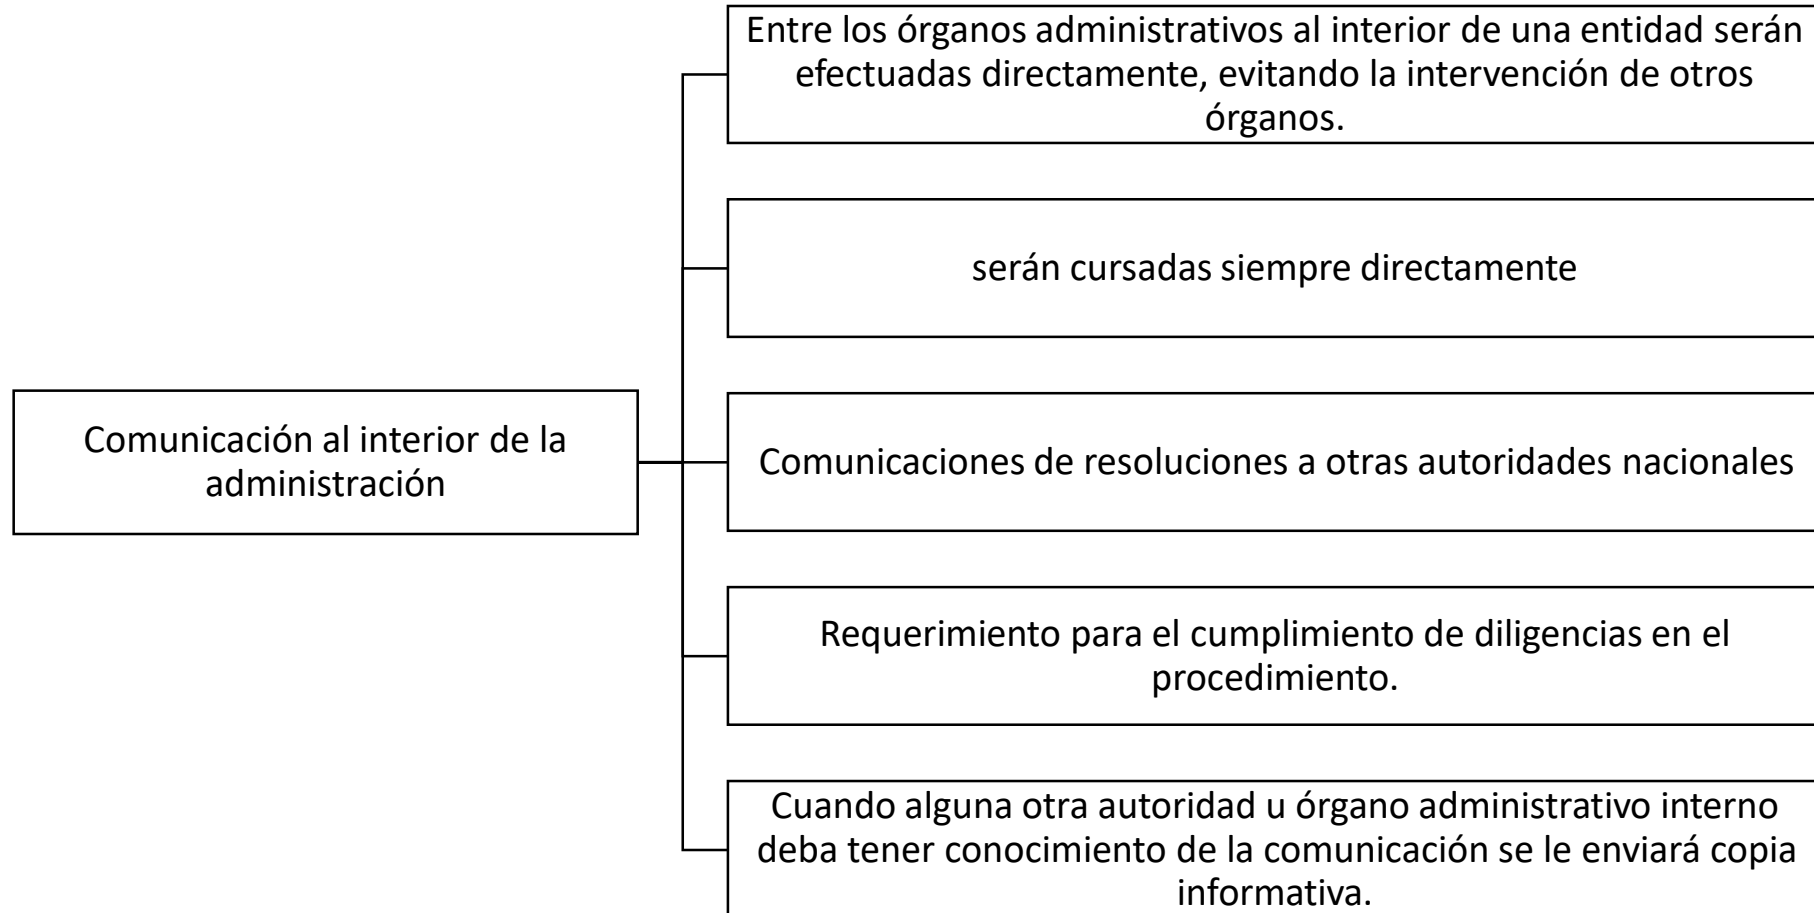 Entre los órganos administrativos al interior de una entidad serán
efectuadas directamente, evitando la intervención de otros
órganos.
serán cursadas siempre directamente
Comunicación al interior de la
administración
Comunicaciones de resoluciones a otras autoridades nacionales
Requerimiento para el cumplimiento de diligencias en el
procedimiento.
Cuando alguna otra autoridad u órgano administrativo interno
deba tener conocimiento de la comunicación se le enviará copia
informativa.